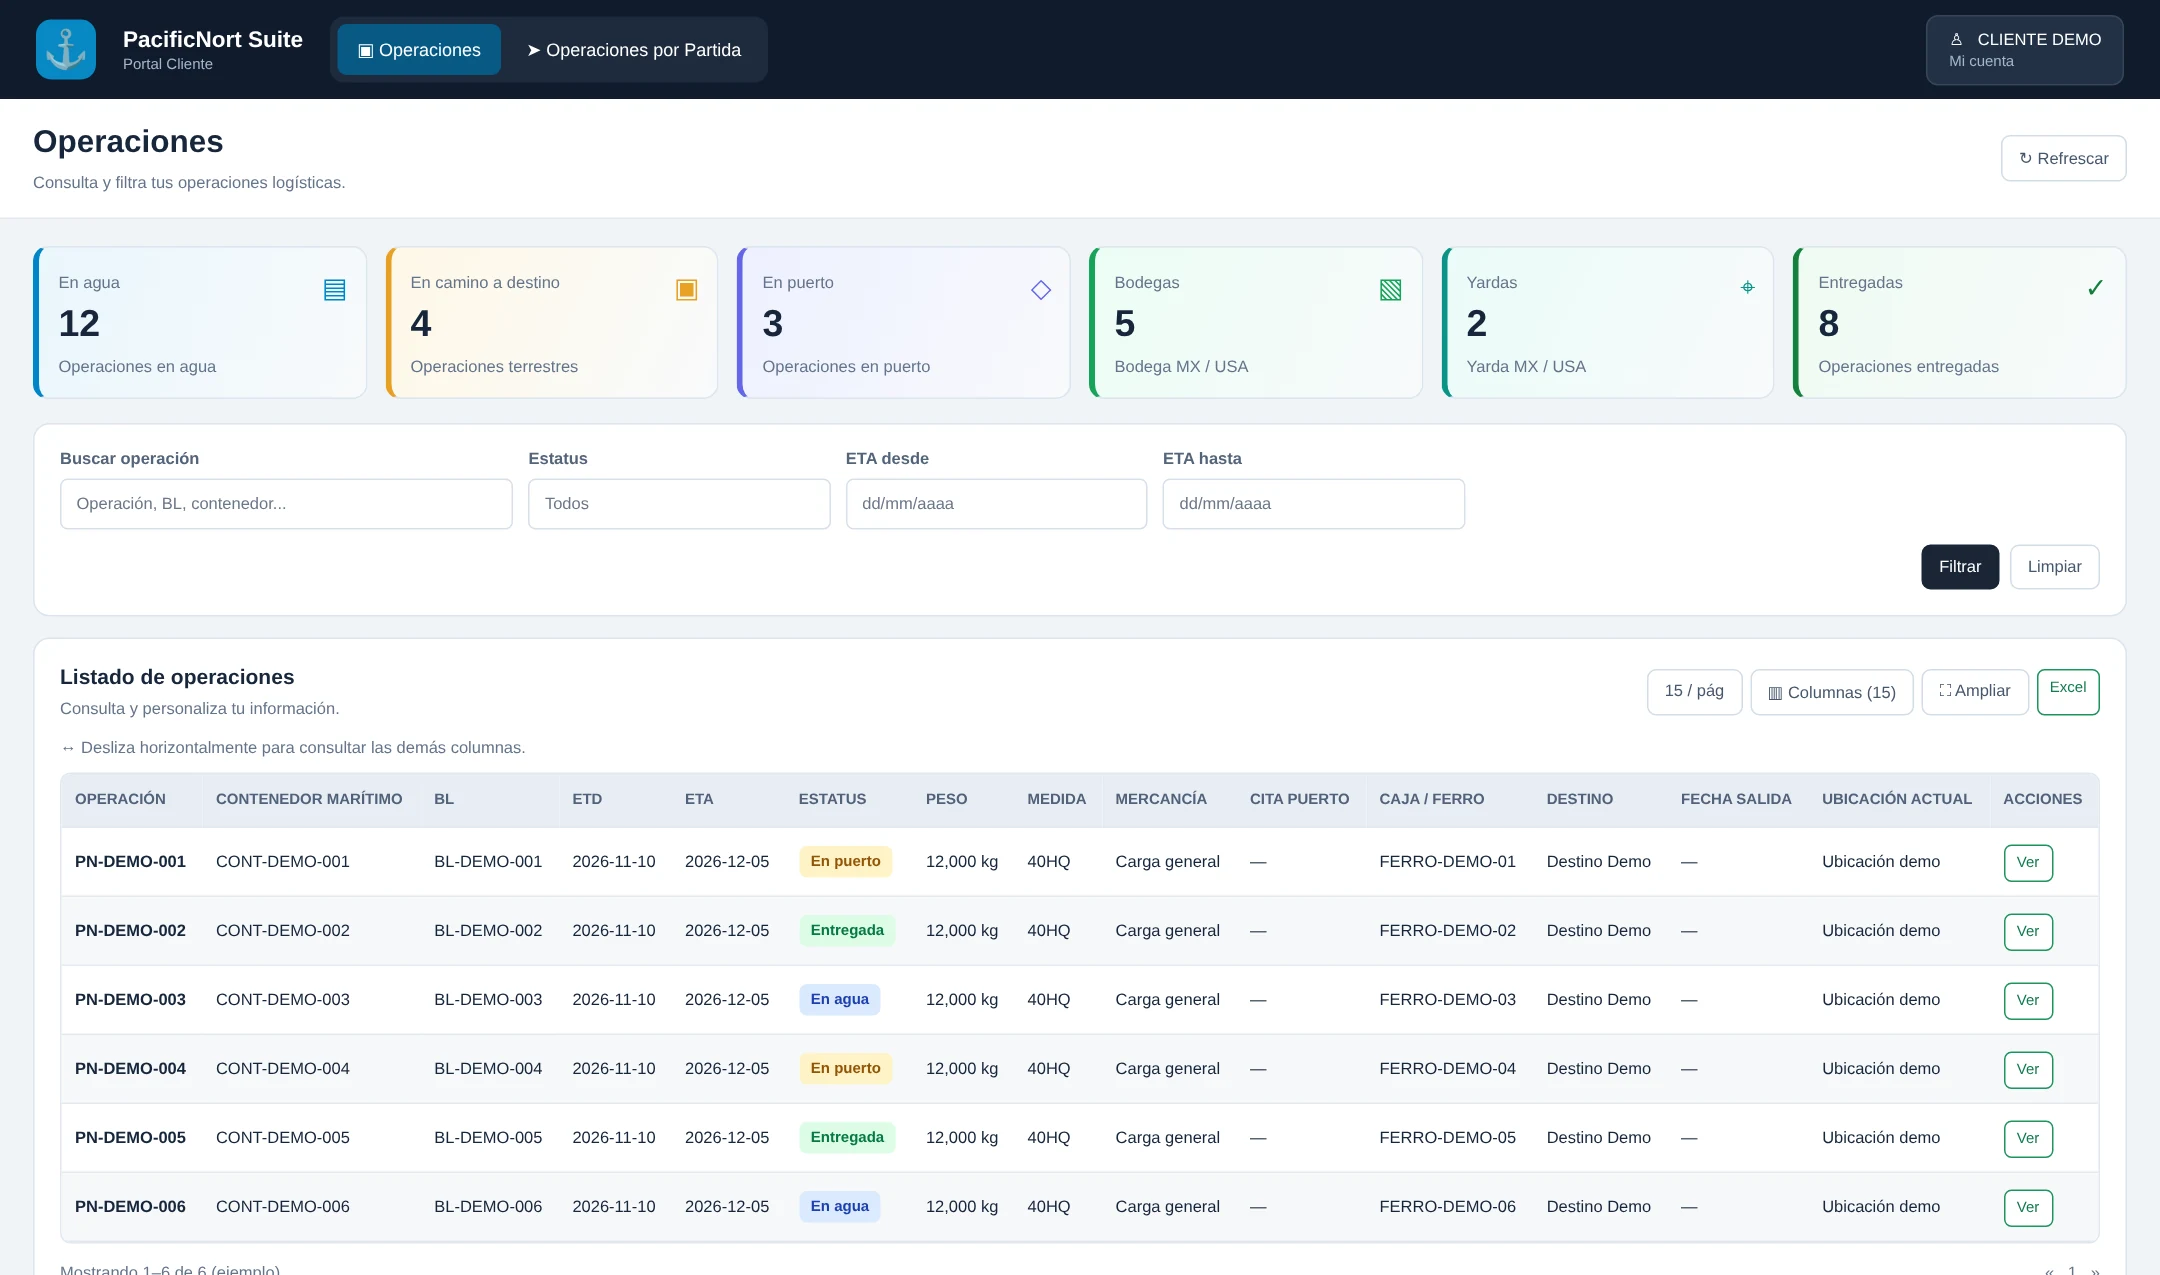 PacificNort Suite
Portal Cliente
Operaciones
Operaciones por Partida
CLIENTE DEMO
Mi cuenta
Operaciones
Consulta y filtra tus operaciones logísticas.
↻ Refrescar
En agua
12
Operaciones en agua
En camino a destino
4
Operaciones terrestres
En puerto
3
Operaciones en puerto
Bodegas
5
Bodega MX / USA
Yardas
2
Yarda MX / USA
Entregadas
8
Operaciones entregadas
Buscar operación
Operación, BL, contenedor...
Estatus
Todos
ETA desde
dd/mm/aaaa
ETA hasta
dd/mm/aaaa
Filtrar
Limpiar
Listado de operaciones
Consulta y personaliza tu información.
15 / pág
Columnas (15)
Ampliar
Excel
↔ Desliza horizontalmente para consultar las demás columnas.
OPERACIÓN CONTENEDOR MARÍTIMO BL ETD ETA ESTATUS PESO MEDIDA MERCANCÍA CITA PUERTO CAJA / FERRO DESTINO FECHA SALIDA UBICACIÓN ACTUAL ACCIONES
PN-DEMO-001 CONT-DEMO-001 BL-DEMO-001 2026-11-10 2026-12-05 En puerto 12,000 kg 40HQ Carga general — FERRO-DEMO-01 Destino Demo — Ubicación demo Ver
PN-DEMO-002 CONT-DEMO-002 BL-DEMO-002 2026-11-10 2026-12-05 Entregada 12,000 kg 40HQ Carga general — FERRO-DEMO-02 Destino Demo — Ubicación demo Ver
PN-DEMO-003 CONT-DEMO-003 BL-DEMO-003 2026-11-10 2026-12-05 En agua 12,000 kg 40HQ Carga general — FERRO-DEMO-03 Destino Demo — Ubicación demo Ver
PN-DEMO-004 CONT-DEMO-004 BL-DEMO-004 2026-11-10 2026-12-05 En puerto 12,000 kg 40HQ Carga general — FERRO-DEMO-04 Destino Demo — Ubicación demo Ver
PN-DEMO-005 CONT-DEMO-005 BL-DEMO-005 2026-11-10 2026-12-05 Entregada 12,000 kg 40HQ Carga general — FERRO-DEMO-05 Destino Demo — Ubicación demo Ver
PN-DEMO-006 CONT-DEMO-006 BL-DEMO-006 2026-11-10 2026-12-05 En agua 12,000 kg 40HQ Carga general — FERRO-DEMO-06 Destino Demo — Ubicación demo Ver
Mostrando 1–6 de 6 (ejemplo)
« 1 »